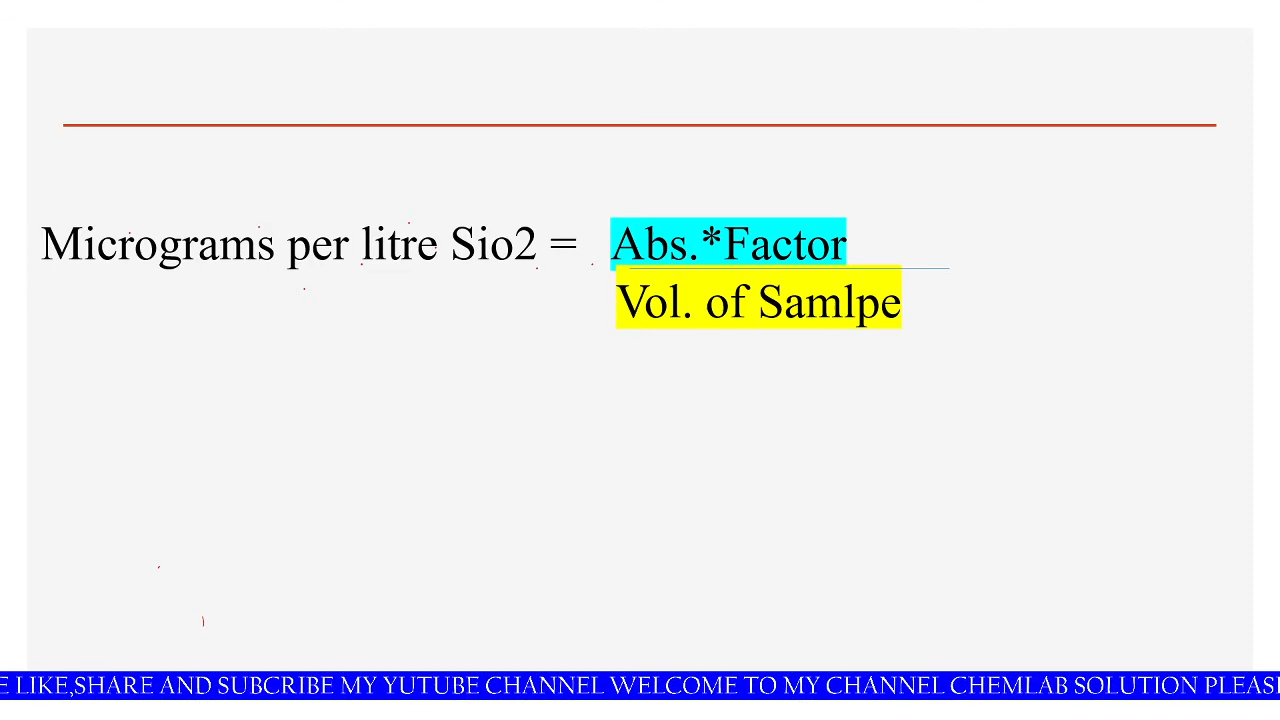 Micrograms per litre Sio2 = Abs.*Factor
Vol. of Samlpe
E LIKE,SHARE AND SUBCRIBE MY YUTUBE CHANNEL WELCOME TO MY CHANNEL CHEMLAB SOLUTION PLEAS